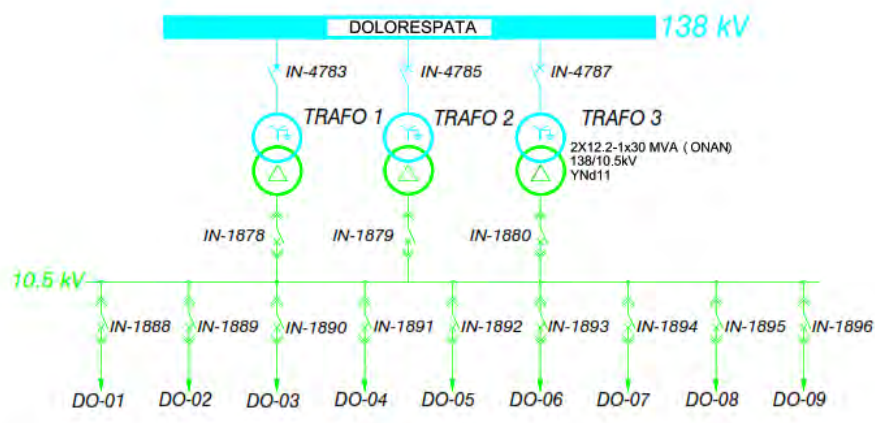 DOLORESPATA
138 kV
IN-4783
IN-4785
IN-4787
TRAFO 1
TRAFO 2
TRAFO 3
2X12.2-1x30 MVA ( ONAN)
138/10.5kV
YNd11
IN-1878
IN-1879
IN-1880
10.5 kV
IN-1888
IN-1889
IN-1890
IN-1891
IN-1892
IN-1893
IN-1894
IN-1895
IN-1896
DO-01
DO-02
DO-03
DO-04
DO-05
DO-06
DO-07
DO-08
DO-09